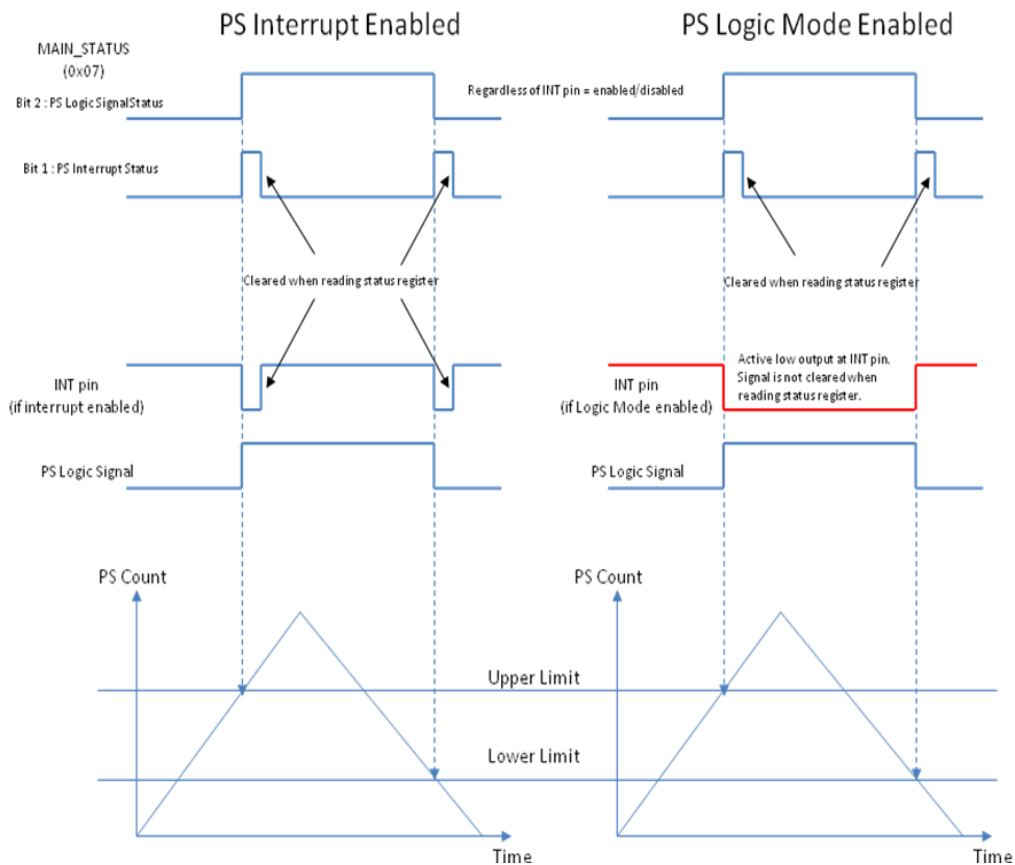 PS Interrupt Enabled
PS Logic Mode Enabled
MAIN_STATUS
(0x07)
Bit 2 : PS Logic SignalStatus
Regardless of INT pin = enabled/disabled
Bit 1 : PS Interrupt Status
Cleared when reading status register
Cleared when reading status register
INT pin
(if interrupt enabled)
INT pin
(if Logic Mode enabled)
Active low output at INT pin.
Signal is not cleared when
reading status register.
PS Logic Signal
PS Logic Signal
PS Count
PS Count
Upper Limit
Lower Limit
Time
Time